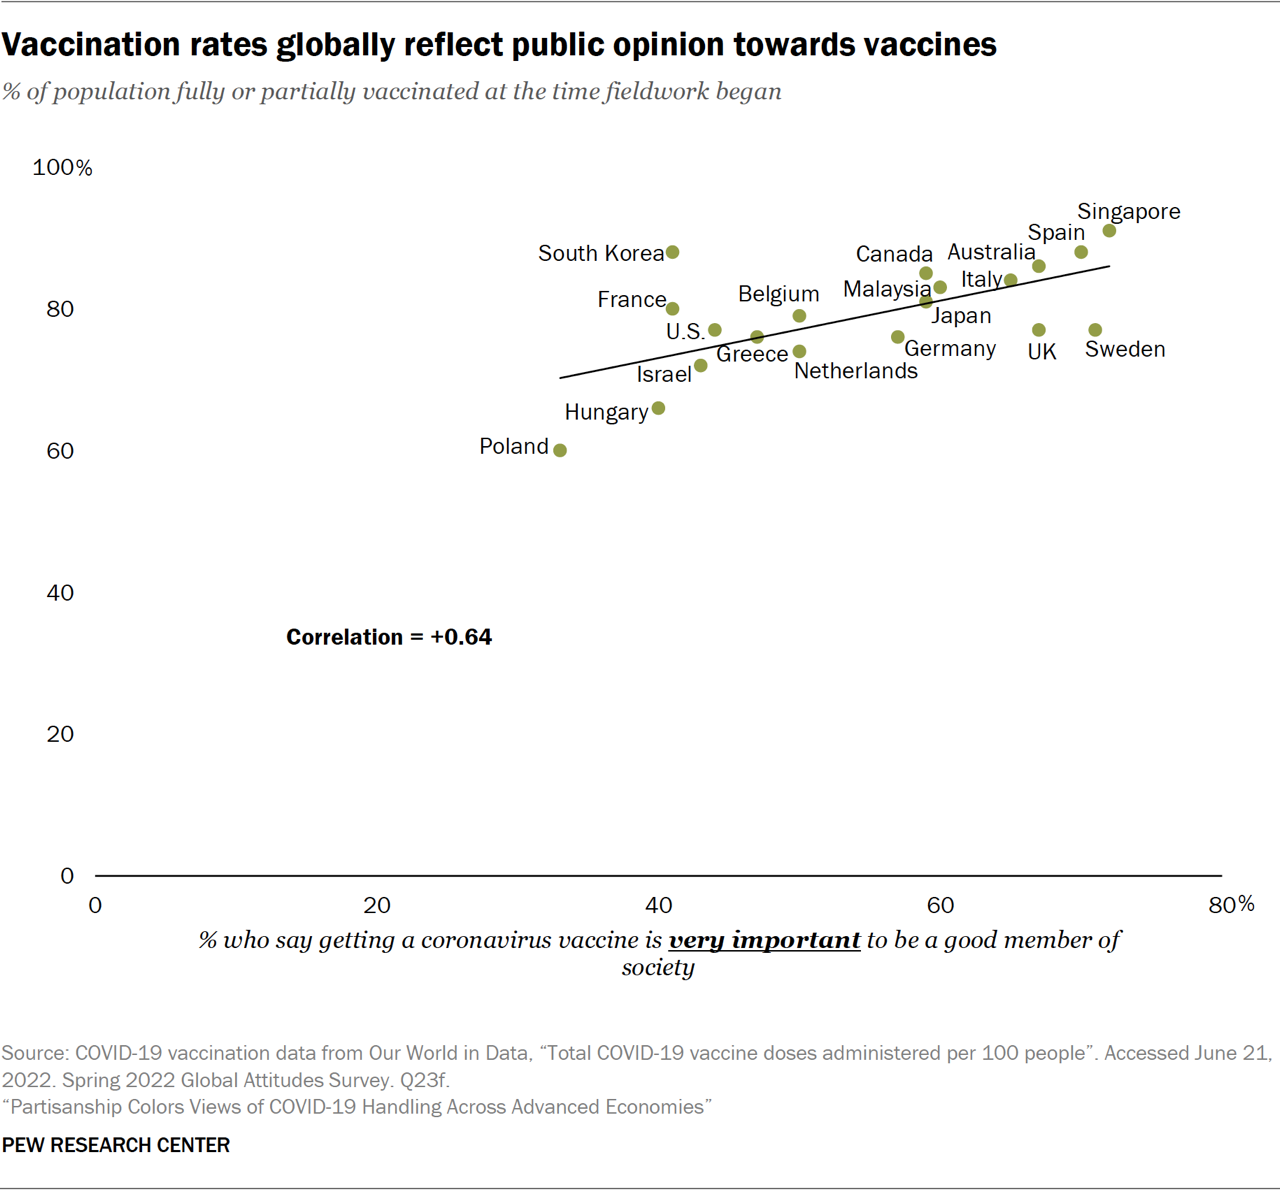 Vaccination rates globally reflect public opinion towards vaccines
% of population fully or partially vaccinated at the time fieldwork began
100%
Singapore
Spain
South Korea
Canada
Australia
Italy
Malaysia
Belgium
France
80
Japan
U.S.
Greece
Germany
UK
Sweden
Israel
Netherlands
Hungary
Poland
60
40
Correlation = +0.64
20
0
0
20
40
60
80%
% who say getting a coronavirus vaccine is very important to be a good member of
society
Source: COVID-19 vaccination data from Our World in Data, “Total COVID-19 vaccine doses administered per 100 people”. Accessed June 21,
2022. Spring 2022 Global Attitudes Survey. Q23f.
“Partisanship Colors Views of COVID-19 Handling Across Advanced Economies”
PEW RESEARCH CENTER